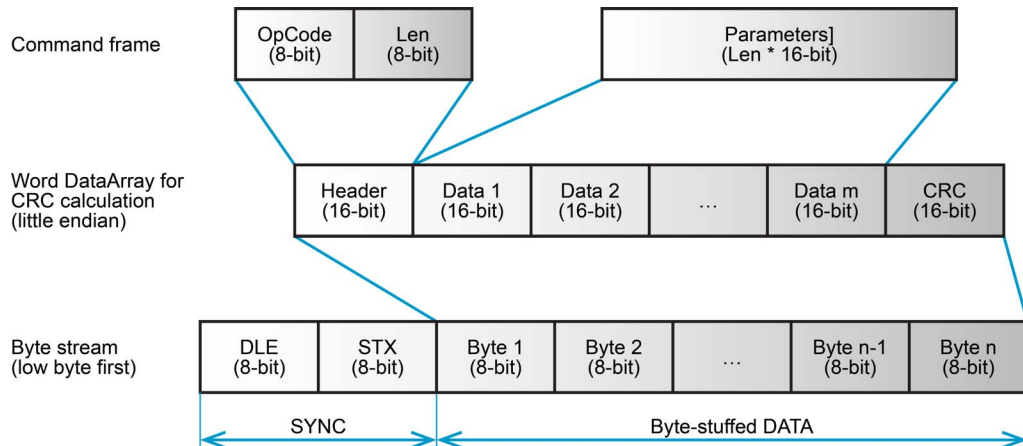 Command frame
OpCode
(8-bit)
Len
(8-bit)
Parameters]
(Len * 16-bit)
Word DataArray for
CRC calculation
(little endian)
Header
(16-bit)
Data 1
(16-bit)
Data 2
(16-bit)
...
Data m
(16-bit)
CRC
(16-bit)
Byte stream
(low byte first)
DLE
(8-bit)
STX
(8-bit)
Byte 1
(8-bit)
Byte 2
(8-bit)
...
Byte n-1
(8-bit)
Byte n
(8-bit)
SYNC
Byte-stuffed DATA